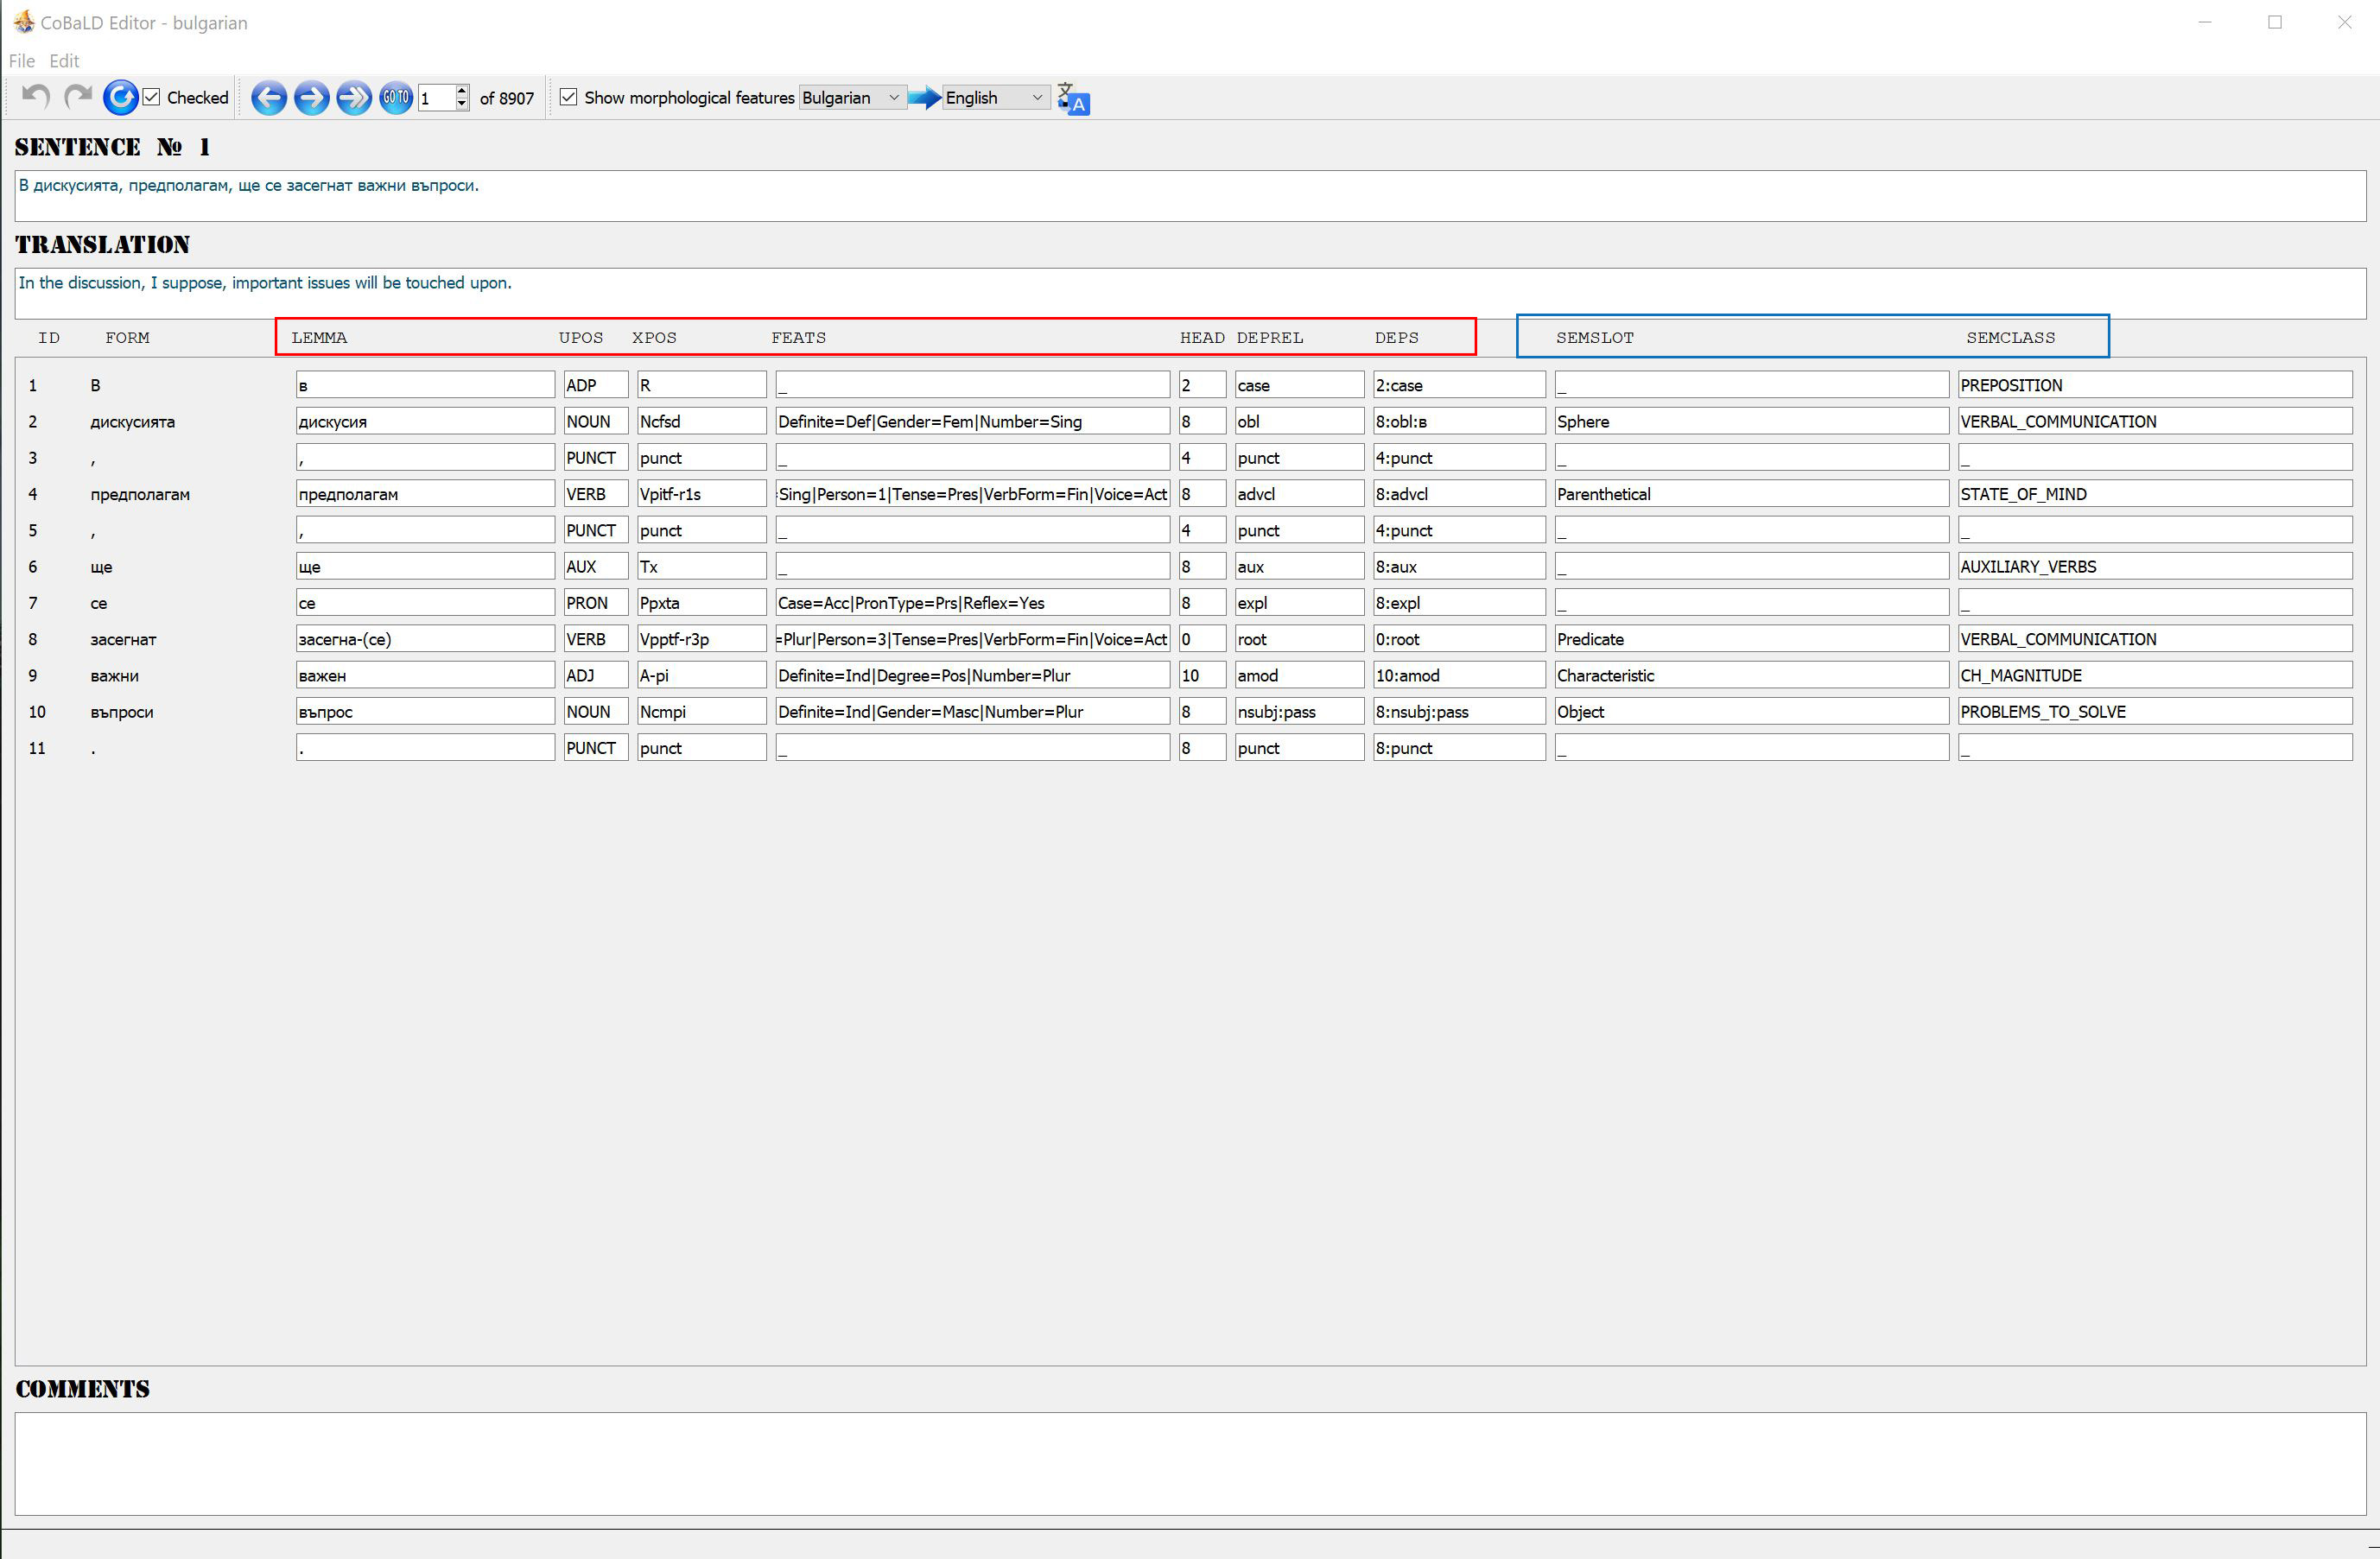 CoBaLD Editor - bulgarian
File Edit
Checked GO TO 1 of 8907 Show morphological features Bulgarian English 文A
SENTENCE № 1
В дискусията, предполагам, ще се засегнат важни въпроси.
TRANSLATION
In the discussion, I suppose, important issues will be touched upon.
ID FORM LEMMA UPOS XPOS FEATS HEAD DEPREL DEPS SEMSLOT SEMCLASS
1 В в ADP R _ 2 case 2:case _ PREPOSITION
2 дискусията дискусия NOUN Ncfsd Definite=Def|Gender=Fem|Number=Sing 8 obl 8:obl:в Sphere VERBAL_COMMUNICATION
3 , , PUNCT punct _ 4 punct 4:punct _ _
4 предполагам предполагам VERB Vpitf-r1s =Sing|Person=1|Tense=Pres|VerbForm=Fin|Voice=Act 8 advcl 8:advcl Parenthetical STATE_OF_MIND
5 , , PUNCT punct _ 4 punct 4:punct _ _
6 ще ще AUX Tx _ 8 aux 8:aux _ AUXILIARY_VERBS
7 се се PRON Ppxta Case=Acc|PronType=Prs|Reflex=Yes 8 expl 8:expl _ _
8 засегнат засегна-(се) VERB Vpptf-r3p =Plur|Person=3|Tense=Pres|VerbForm=Fin|Voice=Act 0 root 0:root Predicate VERBAL_COMMUNICATION
9 важни важен ADJ A-pi Definite=Ind|Degree=Pos|Number=Plur 10 amod 10:amod Characteristic CH_MAGNITUDE
10 въпроси въпрос NOUN Ncmpi Definite=Ind|Gender=Masc|Number=Plur 8 nsubj:pass 8:nsubj:pass Object PROBLEMS_TO_SOLVE
11 . . PUNCT punct _ 8 punct 8:punct _ _
COMMENTS